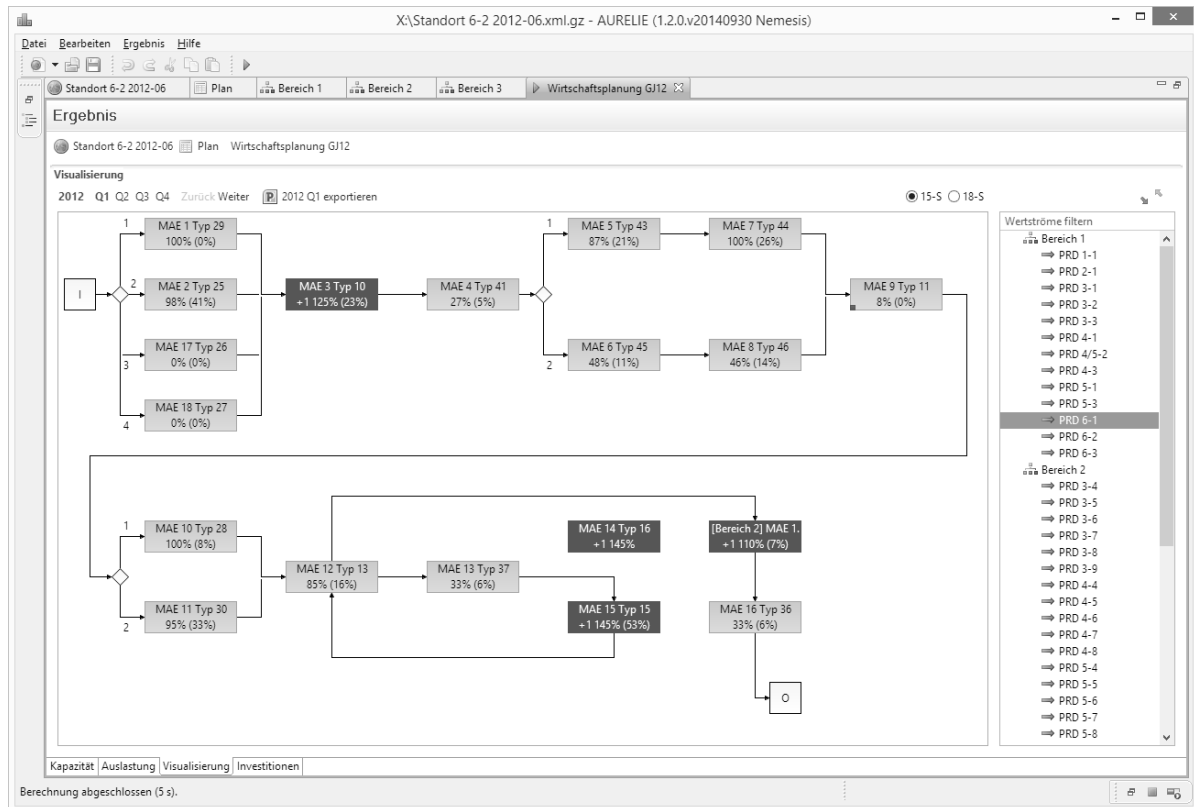 X:\Standort 6-2 2012-06.xml.gz - AURELIE (1.2.0.v20140930 Nemesis)
Datei Bearbeiten Ergebnis Hilfe
Standort 6-2 2012-06 Plan Bereich 1 Bereich 2 Bereich 3 Wirtschaftsplanung GJ12
Ergebnis
Standort 6-2 2012-06 Plan Wirtschaftsplanung GJ12
Visualisierung
2012 Q1 Q2 Q3 Q4 Zurück Weiter P. 2012 Q1 exportieren 15-S 18-S
I
1
MAE 1 Typ 29
100% (0%)
2
MAE 2 Typ 25
98% (41%)
3
MAE 17 Typ 26
0% (0%)
4
MAE 18 Typ 27
0% (0%)
MAE 3 Typ 10
+1 125% (23%)
MAE 4 Typ 41
27% (5%)
1
MAE 5 Typ 43
87% (21%)
MAE 7 Typ 44
100% (26%)
2
MAE 6 Typ 45
48% (11%)
MAE 8 Typ 46
46% (14%)
MAE 9 Typ 11
8% (0%)
1
MAE 10 Typ 28
100% (8%)
2
MAE 11 Typ 30
95% (33%)
MAE 12 Typ 13
85% (16%)
MAE 13 Typ 37
33% (6%)
MAE 14 Typ 16
+1 145%
MAE 15 Typ 15
+1 145% (53%)
[Bereich 2] MAE 1.
+1 110% (7%)
MAE 16 Typ 36
33% (6%)
O
Wertströme filtern
Bereich 1
PRD 1-1
PRD 2-1
PRD 3-1
PRD 3-2
PRD 3-3
PRD 4-1
PRD 4/5-2
PRD 4-3
PRD 5-1
PRD 5-3
PRD 6-1
PRD 6-2
PRD 6-3
Bereich 2
PRD 3-4
PRD 3-5
PRD 3-6
PRD 3-7
PRD 3-8
PRD 3-9
PRD 4-4
PRD 4-5
PRD 4-6
PRD 4-7
PRD 4-8
PRD 5-4
PRD 5-5
PRD 5-6
PRD 5-7
PRD 5-8
Kapazität Auslastung Visualisierung Investitionen
Berechnung abgeschlossen (5 s).